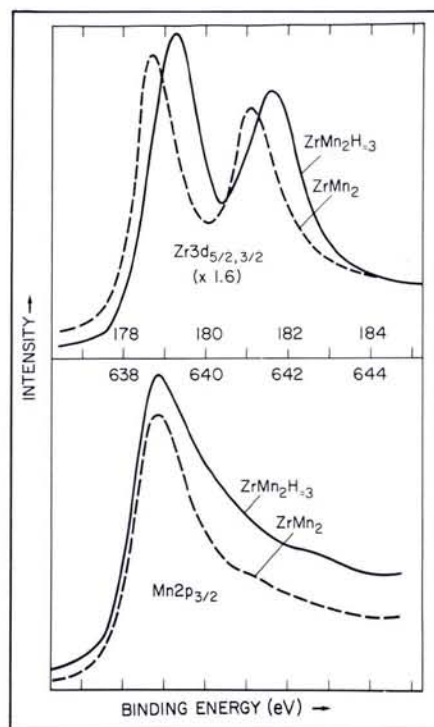 INTENSITY →
ZrMn₂H≈3
ZrMn₂
Zr3d5/2,3/2
(x 1.6)
178 180 182 184
638 640 642 644
ZrMn₂H≈3
ZrMn₂
Mn2p3/2
BINDING ENERGY (eV) →